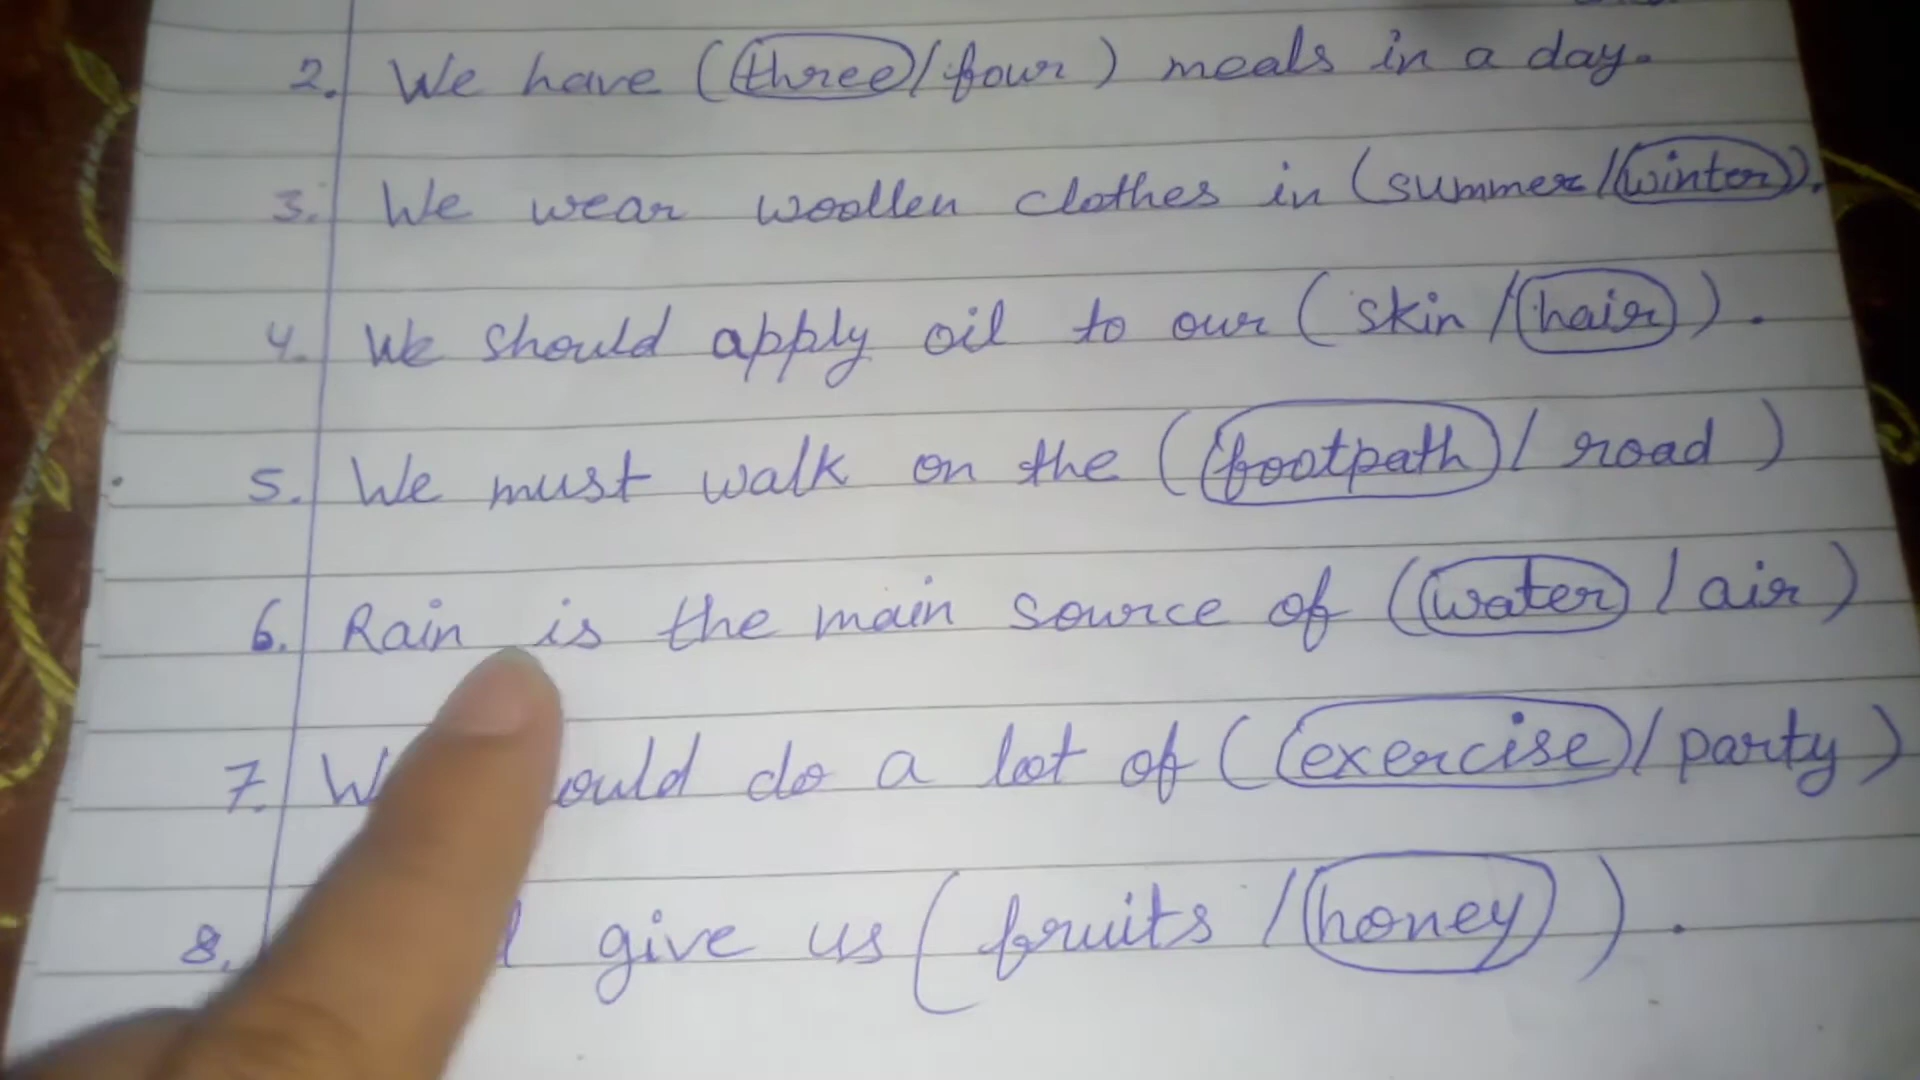 2. We have (three/four) meals in a day.
3. We wear woollen clothes in (summer/winter).
4. We should apply oil to our (skin/hair).
5. We must walk on the (footpath/road)
6. Rain is the main source of (water/air)
7. do a lot of (exercise/party)
8. give us (fruits/honey).